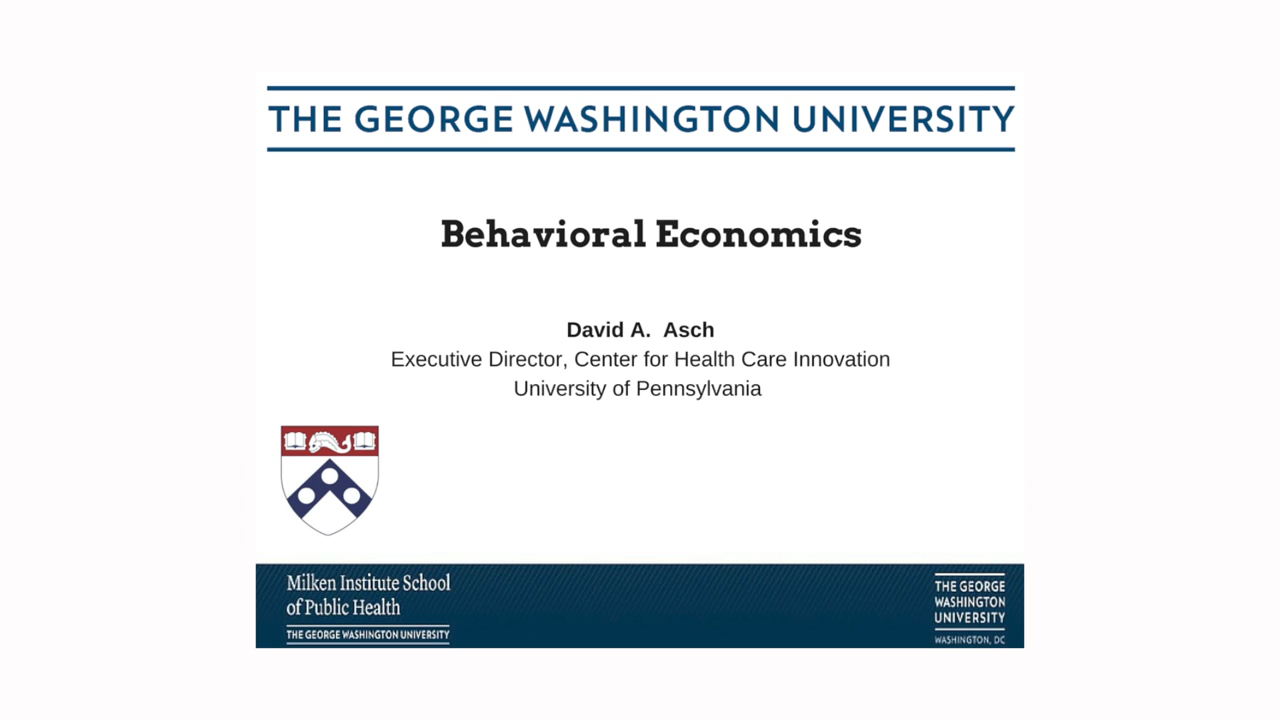 THE GEORGE WASHINGTON UNIVERSITY
Behavioral Economics
David A.  Asch
Executive Director, Center for Health Care Innovation
University of Pennsylvania
Milken Institute School
of Public Health
THE GEORGE WASHINGTON UNIVERSITY
THE GEORGE
WASHINGTON
UNIVERSITY
WASHINGTON, DC